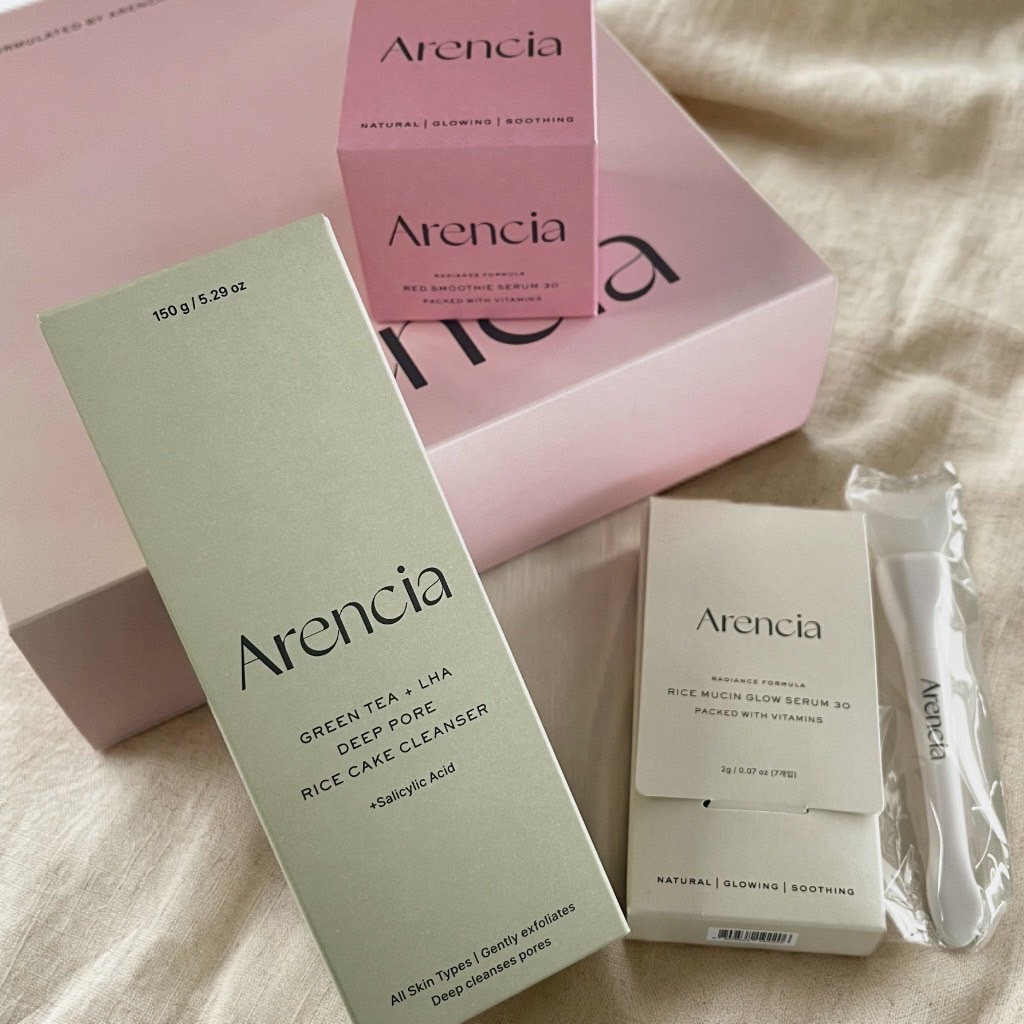 FORMULATED BY ARENCIA
Arencia
NATURAL | GLOWING | SOOTHING
Arencia
RADIANCE FORMULA
RED SMOOTHIE SERUM 30
PACKED WITH VITAMINS
150 g / 5.29 oz
Arencia
GREEN TEA + LHA
DEEP PORE
RICE CAKE CLEANSER
+Salicylic Acid
All Skin Types | Gently exfoliates
Deep cleanses pores
Arencia
RADIANCE FORMULA
RICE MUCIN GLOW SERUM 30
PACKED WITH VITAMINS
2g / 0.07 oz (7개입)
NATURAL | GLOWING | SOOTHING
Arencia